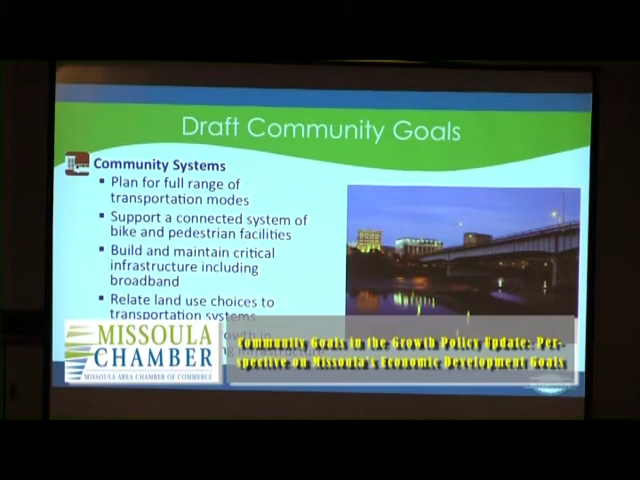 Draft Community Goals
Community Systems
Plan for full range of
transportation modes
Support a connected system of
bike and pedestrian facilities
Build and maintain critical
infrastructure including
broadband
Relate land use choices to
transportation systems
MISSOULA
CHAMBER
MISSOULA AREA CHAMBER OF COMMERCE
Community Goals in the Growth Policy Update: Per-
spective on Missoula's Economic Development Goals